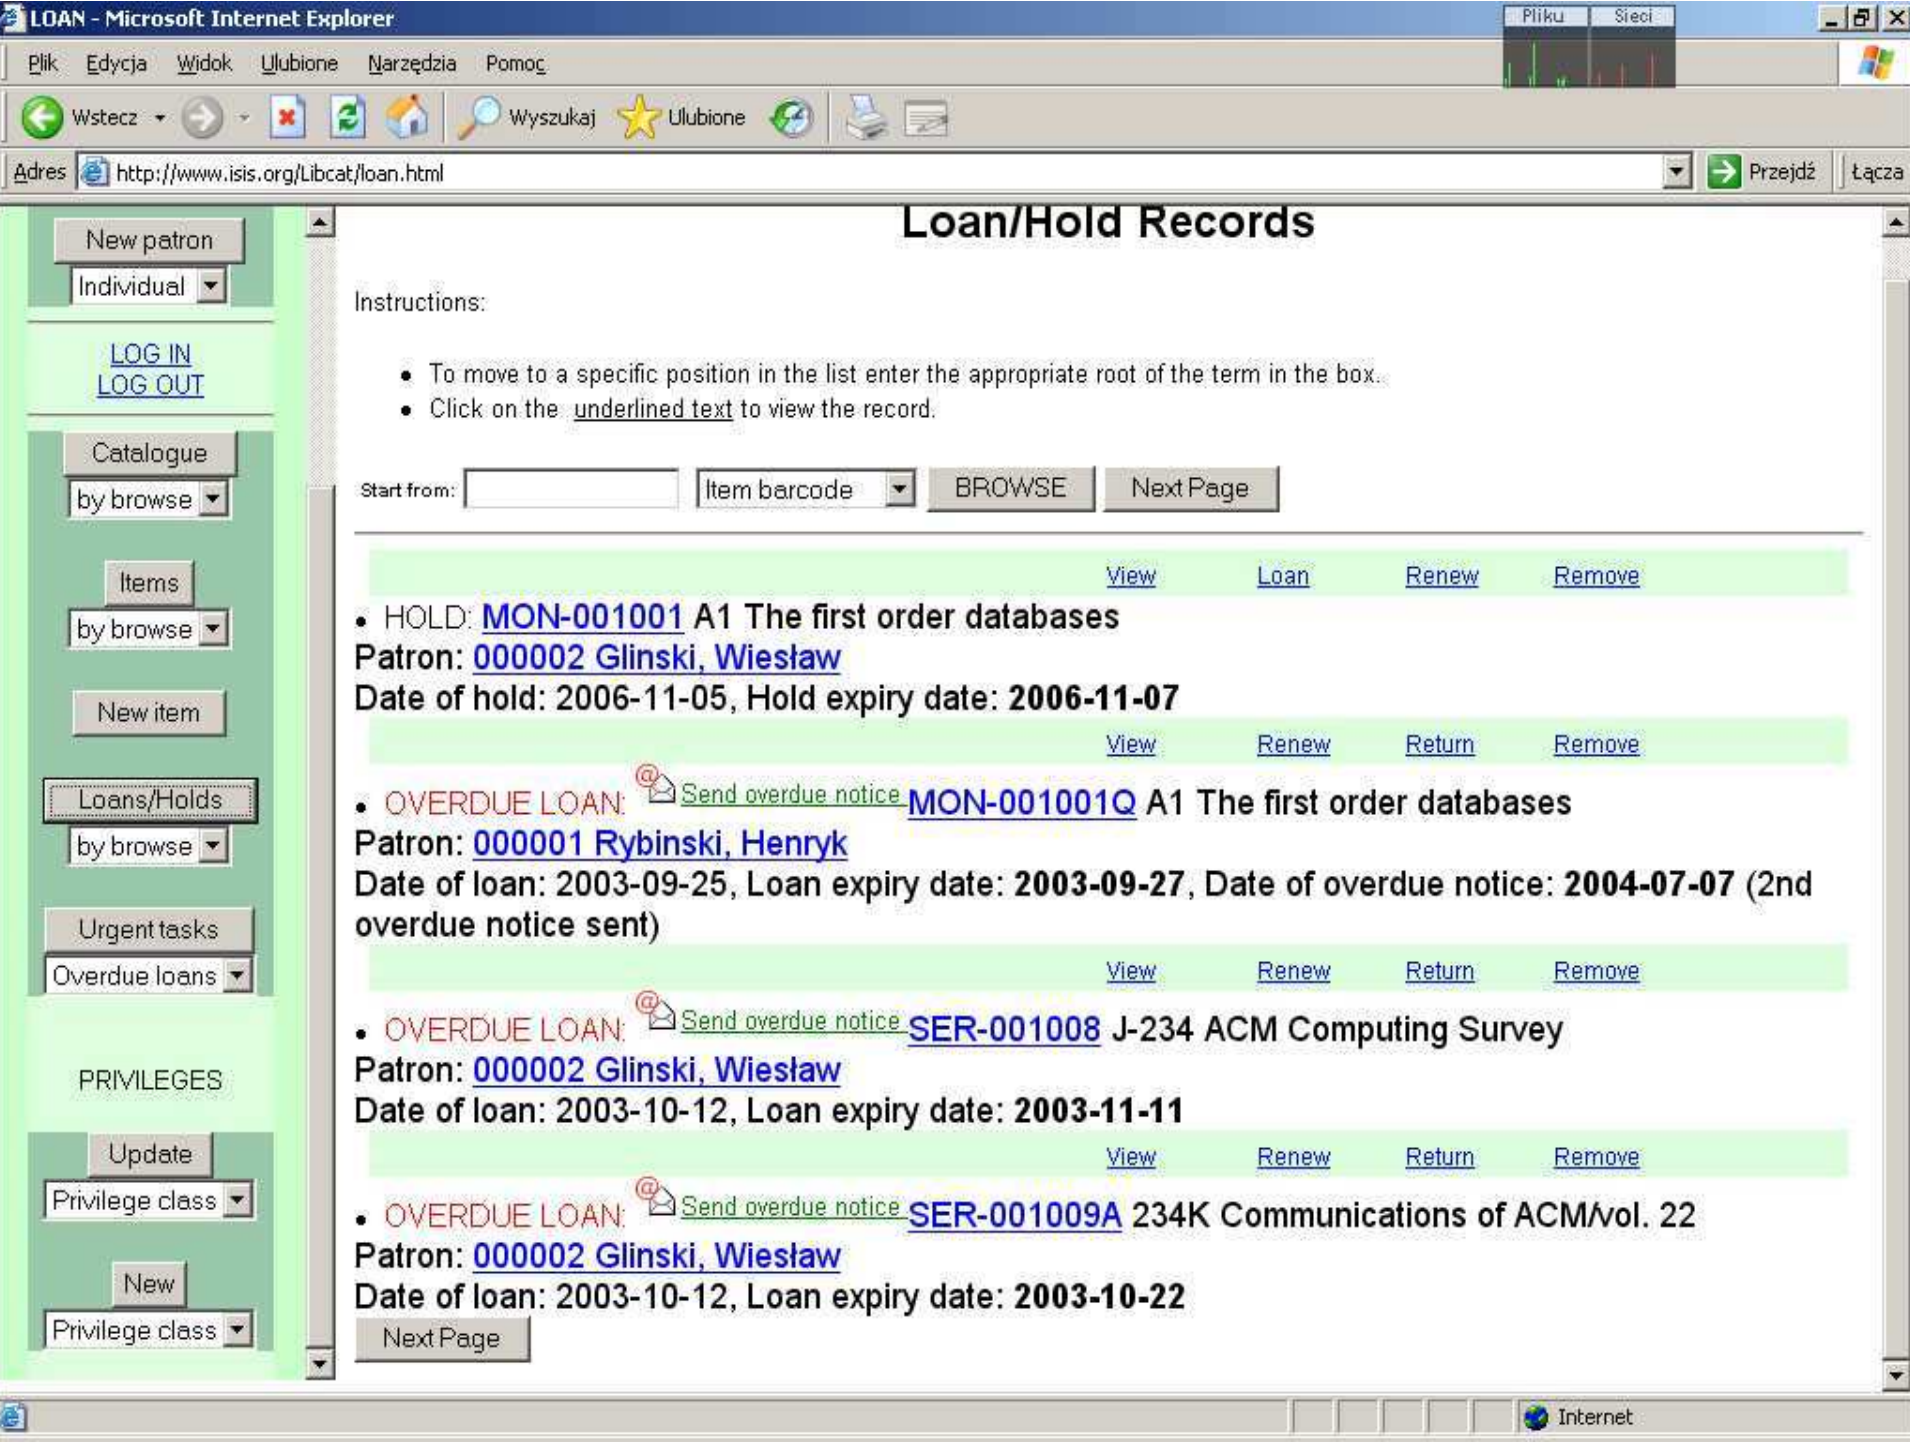 LOAN - Microsoft Internet Explorer
Pliku Sieci
Plik Edycja Widok Ulubione Narzędzia Pomoc
Wstecz Wyszukaj Ulubione
Adres http://www.isis.org/Libcat/loan.html Przejdź Łącza
New patron
Individual
LOG IN
LOG OUT
Catalogue
by browse
Items
by browse
New item
Loans/Holds
by browse
Urgent tasks
Overdue loans
PRIVILEGES
Update
Privilege class
New
Privilege class
Loan/Hold Records
Instructions:
• To move to a specific position in the list enter the appropriate root of the term in the box.
• Click on the underlined text to view the record.
Start from: Item barcode BROWSE Next Page
View Loan Renew Remove
• HOLD: MON-001001 A1 The first order databases
Patron: 000002 Glinski, Wiesław
Date of hold: 2006-11-05, Hold expiry date: 2006-11-07
View Renew Return Remove
• OVERDUE LOAN: @ Send overdue notice MON-001001Q A1 The first order databases
Patron: 000001 Rybinski, Henryk
Date of loan: 2003-09-25, Loan expiry date: 2003-09-27, Date of overdue notice: 2004-07-07 (2nd
overdue notice sent)
View Renew Return Remove
• OVERDUE LOAN: @ Send overdue notice SER-001008 J-234 ACM Computing Survey
Patron: 000002 Glinski, Wiesław
Date of loan: 2003-10-12, Loan expiry date: 2003-11-11
View Renew Return Remove
• OVERDUE LOAN: @ Send overdue notice SER-001009A 234K Communications of ACM/vol. 22
Patron: 000002 Glinski, Wiesław
Date of loan: 2003-10-12, Loan expiry date: 2003-10-22
Next Page
Internet